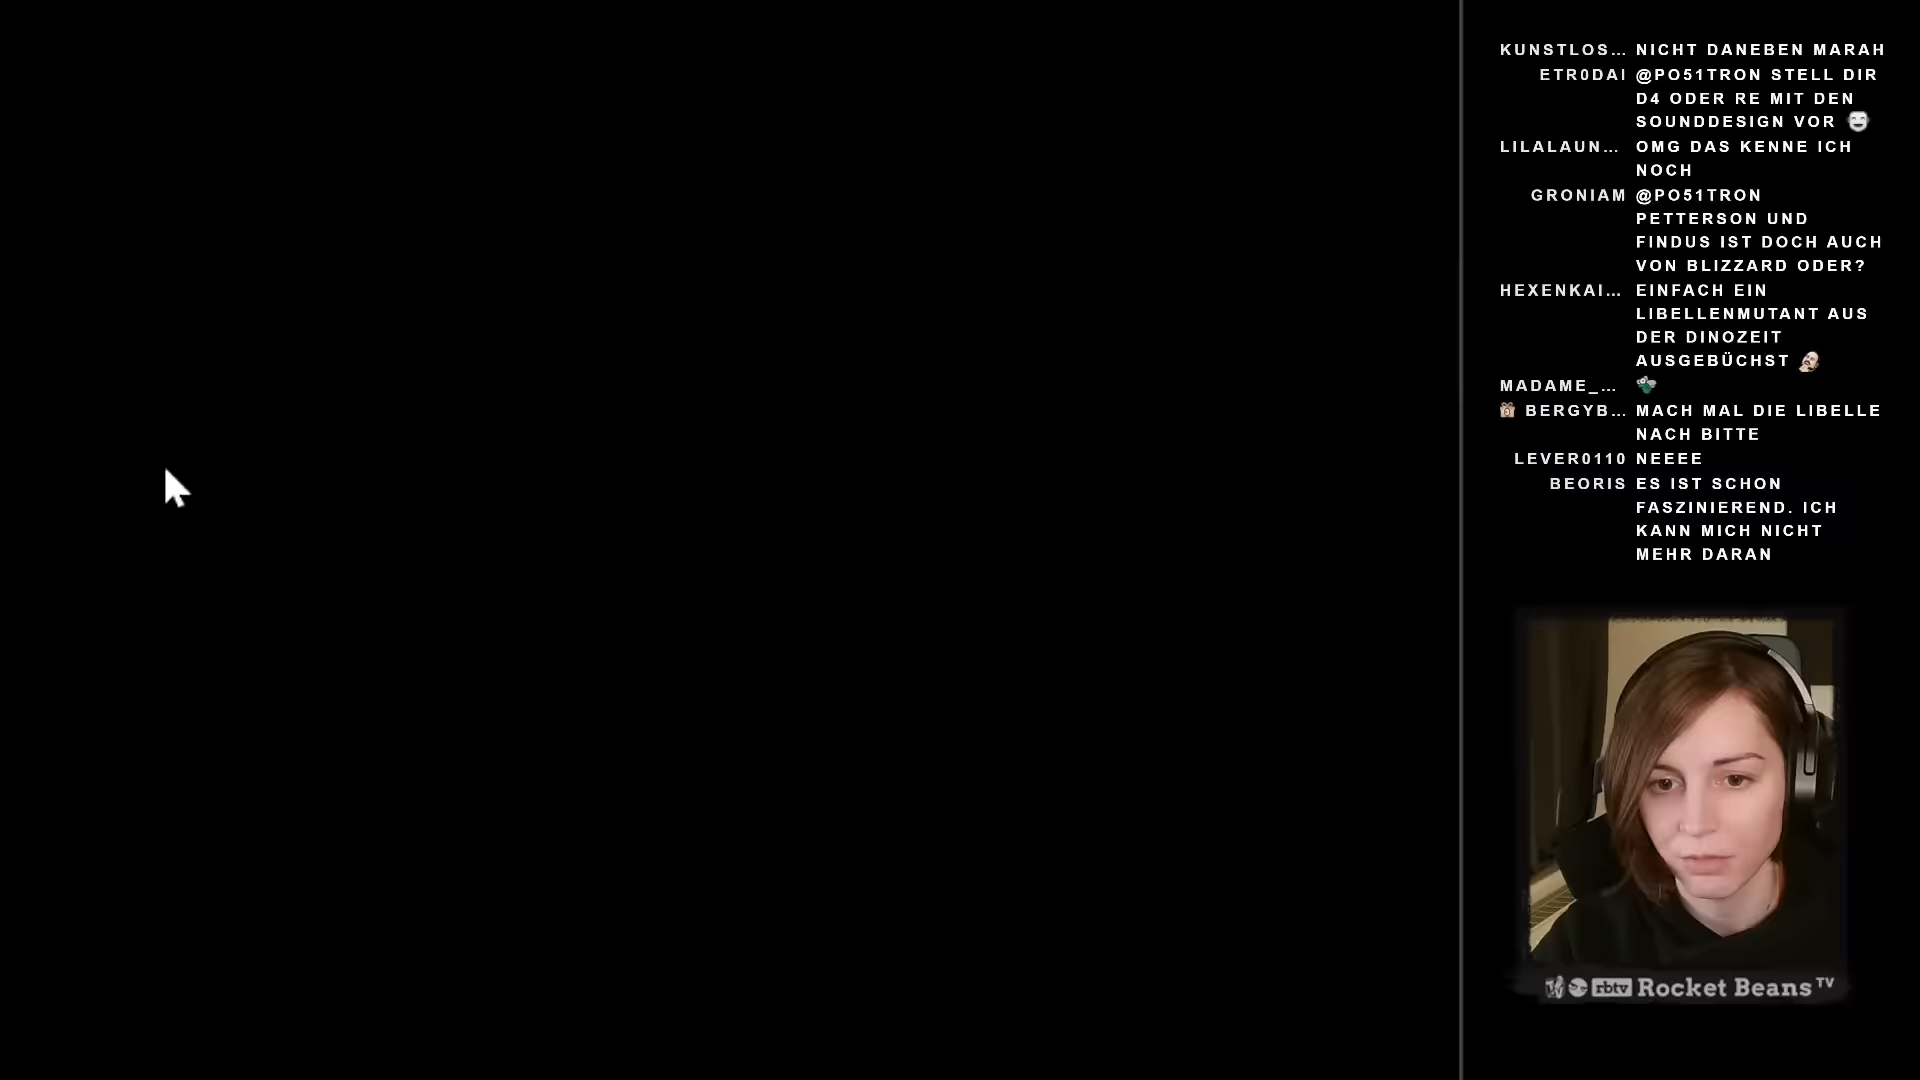 KUNSTLOS… NICHT DANEBEN MARAH
ETR0DAI @PO51TRON STELL DIR
D4 ODER RE MIT DEN
SOUNDDESIGN VOR
LILALAUN… OMG DAS KENNE ICH
NOCH
GRONIAM @PO51TRON
PETTERSON UND
FINDUS IST DOCH AUCH
VON BLIZZARD ODER?
HEXENKAI… EINFACH EIN
LIBELLENMUTANT AUS
DER DINOZEIT
AUSGEBÜCHST
MADAME_…
BERGYB… MACH MAL DIE LIBELLE
NACH BITTE
LEVER0110 NEEEE
BEORIS ES IST SCHON
FASZINIEREND. ICH
KANN MICH NICHT
MEHR DARAN
rbtv Rocket Beans TV